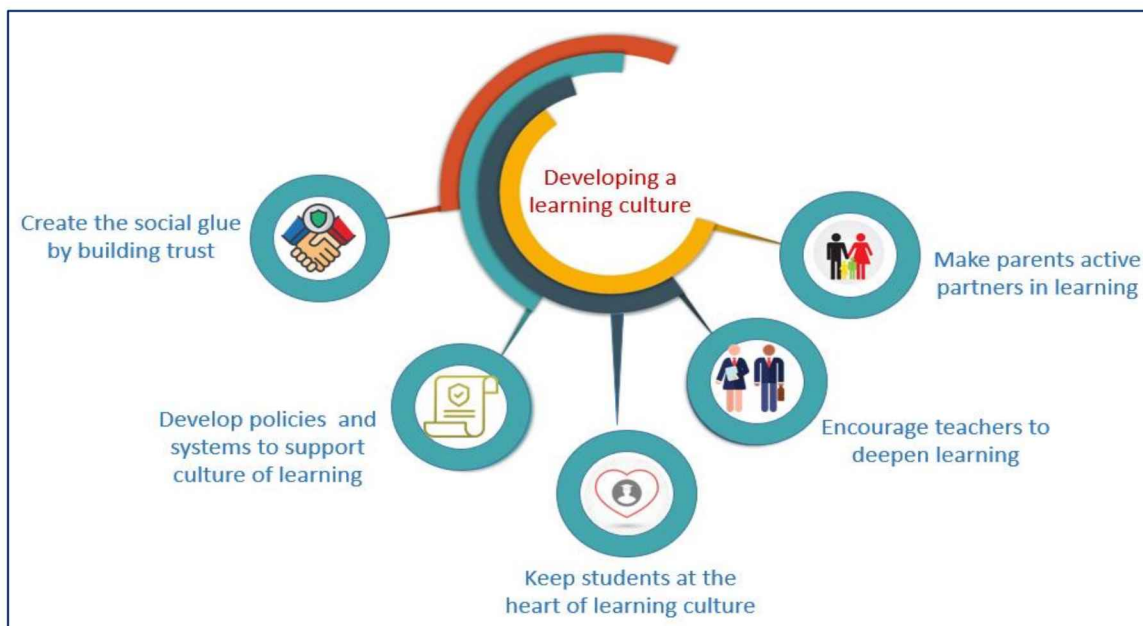 Developing a
learning culture
Create the social glue
by building trust
Develop policies and
systems to support
culture of learning
Keep students at the
heart of learning culture
Encourage teachers to
deepen learning
Make parents active
partners in learning